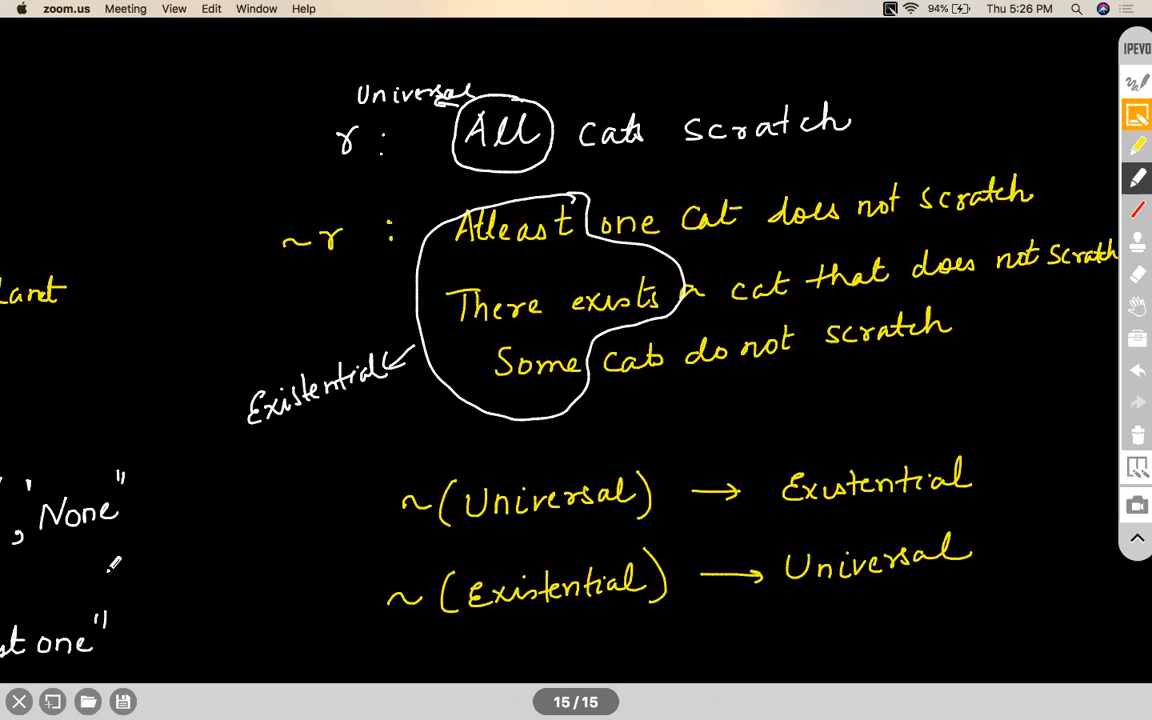 zoom.us Meeting View Edit Window Help 94% Thu 5:26 PM
IPEVO
Universal
r : All cats scratch
~r : Atleast one cat does not scratch
There exists a cat that does not scratch
Some cats do not scratch
Existential
~(Universal) → Existential
~(Existential) → Universal
, None"
one"
15/15